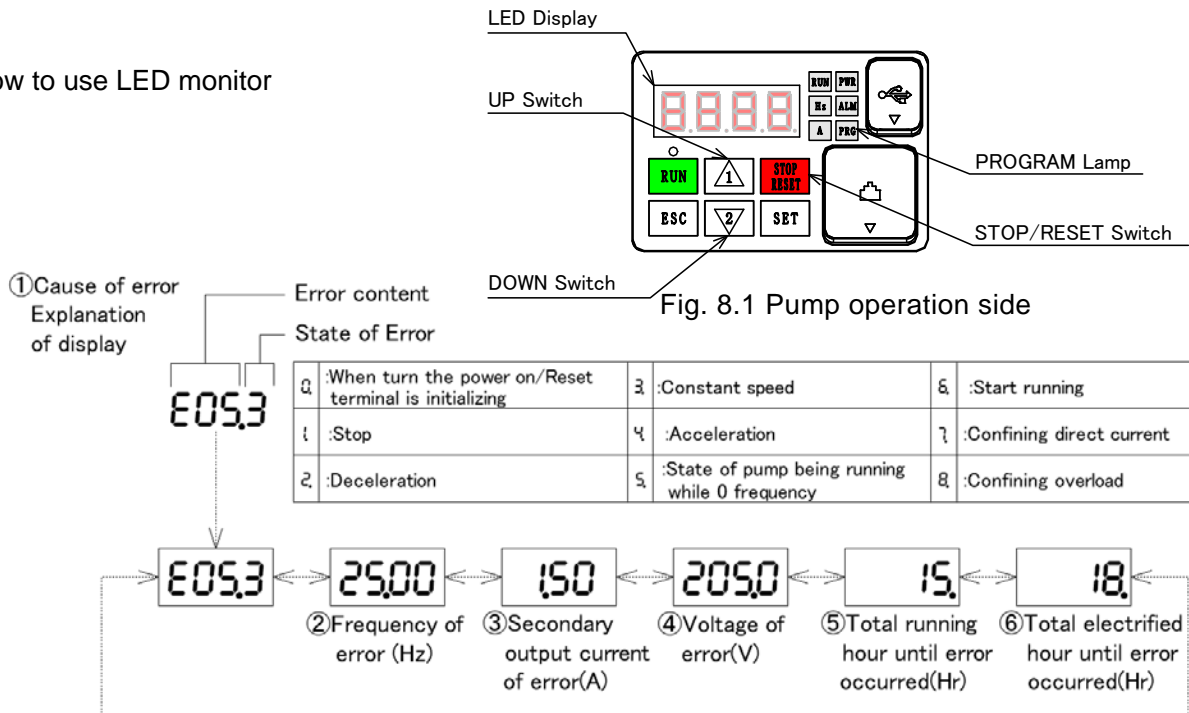 LED Display
ow to use LED monitor
UP Switch
8.8.8.8.
RUN PWR
Hz ALM
A PRG
PROGRAM Lamp
RUN 1 STOP RESET
ESC 2 SET
STOP/RESET Switch
DOWN Switch
Fig. 8.1 Pump operation side
①Cause of error
Explanation
of display
Error content
State of Error
E05.3
0. :When turn the power on/Reset terminal is initializing
3. :Constant speed
6. :Start running
1. :Stop
4. :Acceleration
7. :Confining direct current
2. :Deceleration
5. :State of pump being running while 0 frequency
8. :Confining overload
E05.3 25.00 1.50 205.0 15. 18.
②Frequency of
error (Hz)
③Secondary
output current
of error(A)
④Voltage of
error(V)
⑤Total running
hour until error
occurred(Hr)
⑥Total electrified
hour until error
occurred(Hr)